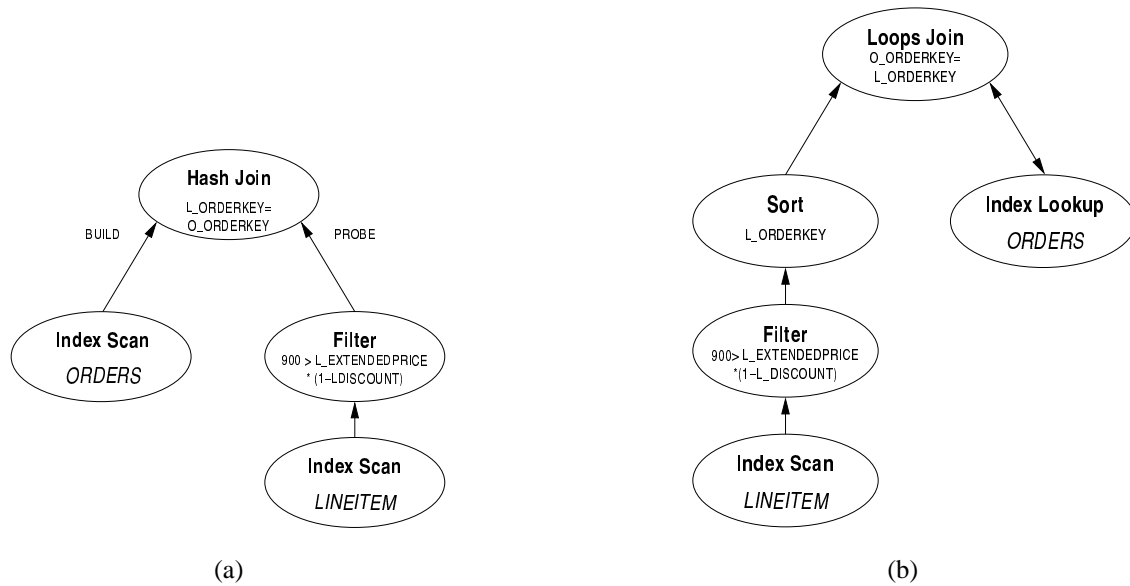 Hash Join
L_ORDERKEY=
O_ORDERKEY
BUILD
PROBE
Index Scan
ORDERS
Filter
900 > L_EXTENDEDPRICE
* (1–LDISCOUNT)
Index Scan
LINEITEM
(a)
Loops Join
O_ORDERKEY=
L_ORDERKEY
Sort
L_ORDERKEY
Index Lookup
ORDERS
Filter
900> L_EXTENDEDPRICE
*(1–L_DISCOUNT)
Index Scan
LINEITEM
(b)